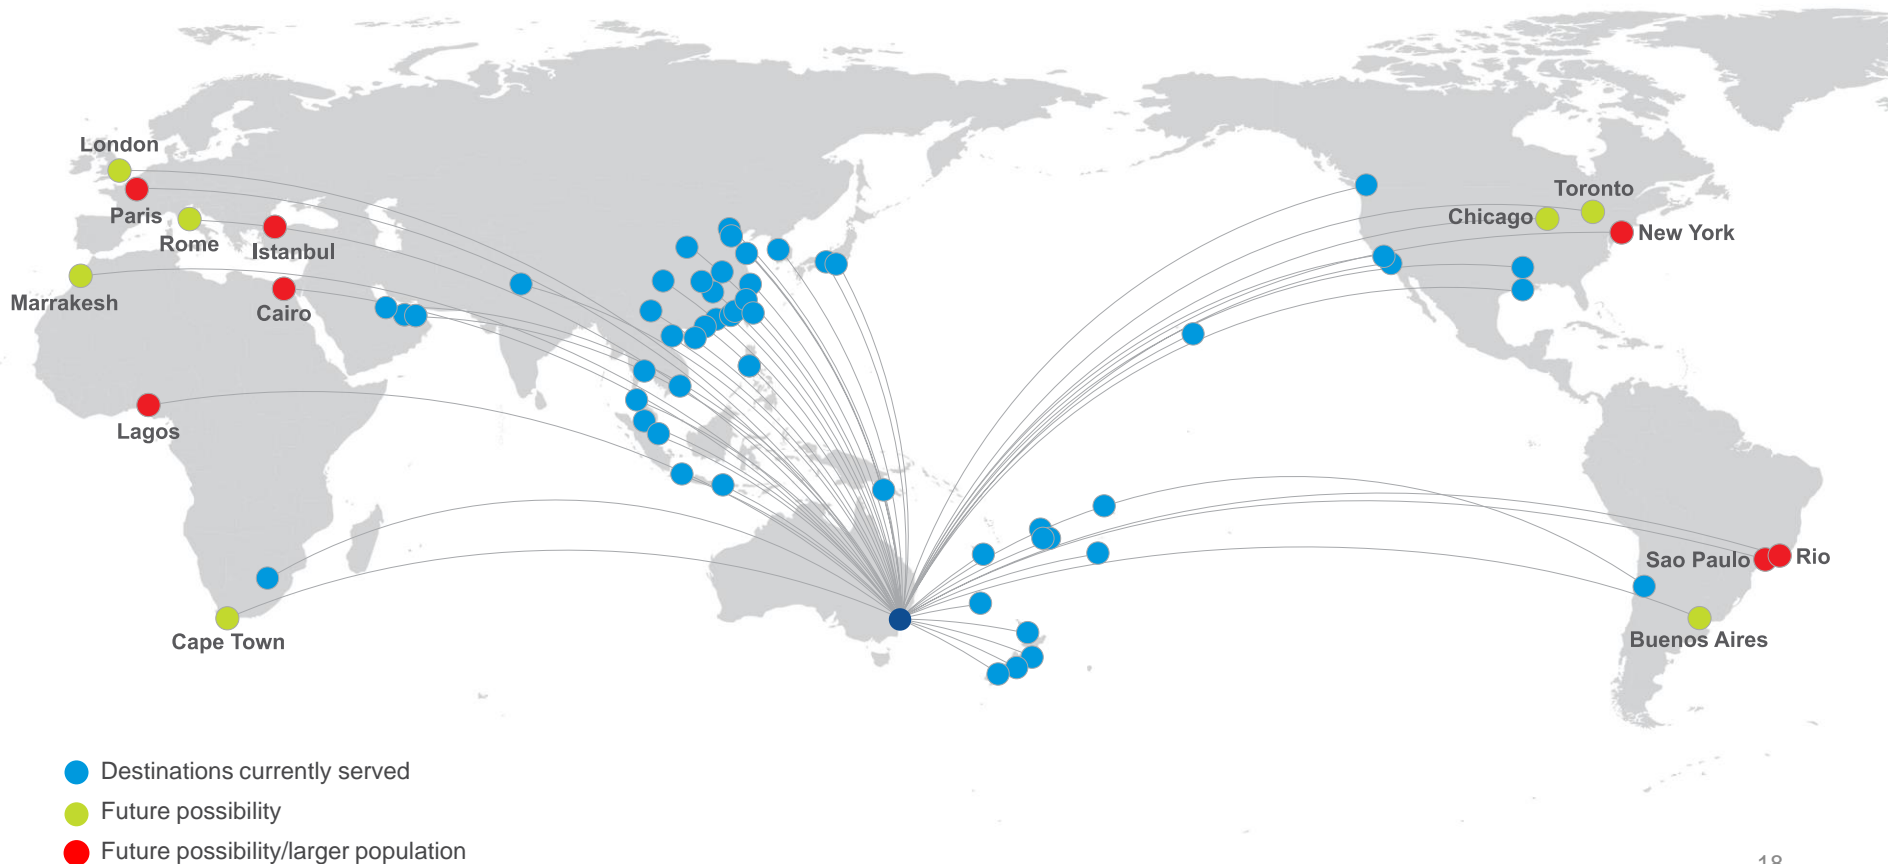 London
Paris
Rome
Istanbul
Marrakesh
Cairo
Lagos
Cape Town
Toronto
Chicago
New York
Sao Paulo
Rio
Buenos Aires
Destinations currently served
Future possibility
Future possibility/larger population
18